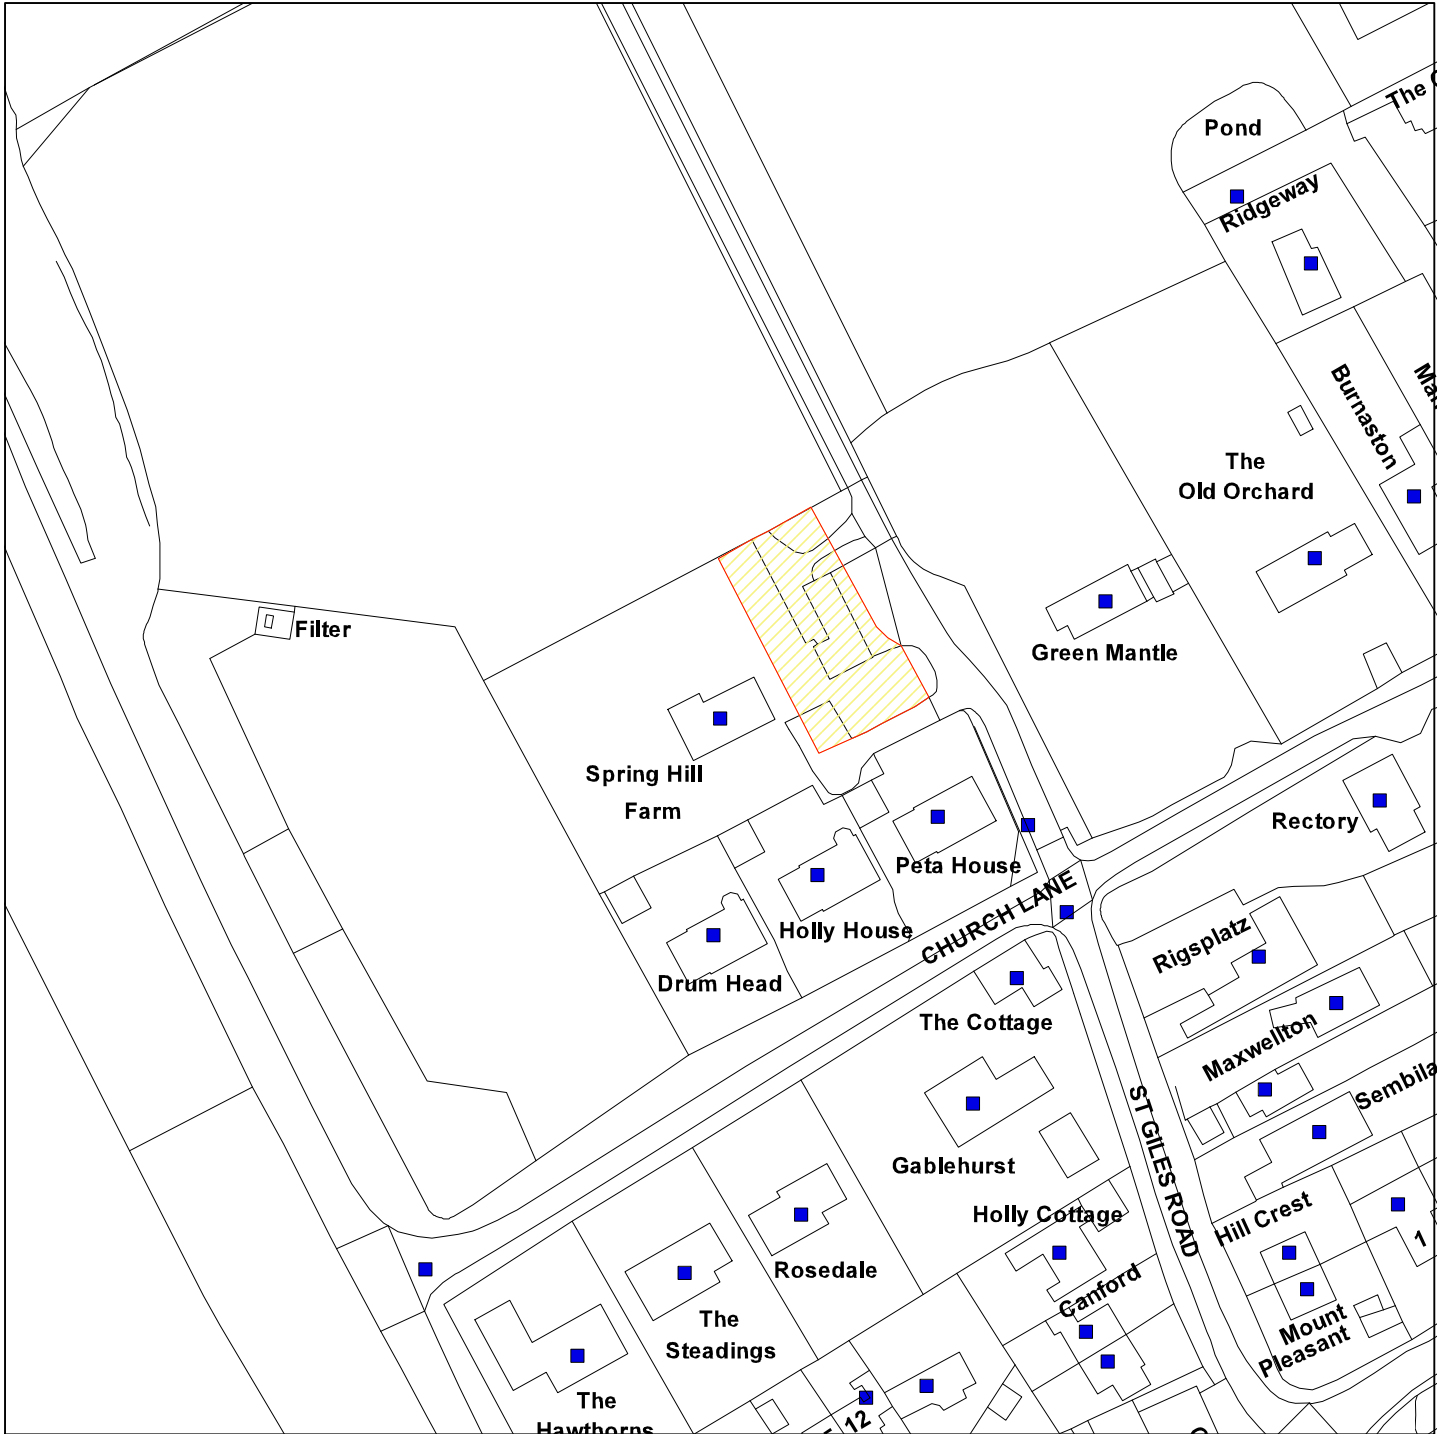 The
Pond
Ridgeway
Burnaston
The
Old Orchard
Filter
Green Mantle
Spring Hill
Farm
Rectory
Peta House
CHURCH LANE
Holly House
Rigsplatz
Drum Head
The Cottage
Maxwellton
Sembila
ST GILES ROAD
Gablehurst
Holly Cottage
Hill Crest
1
Rosedale
Canford
The
Steadings
Mount
Pleasant
The
Hawthorns
12